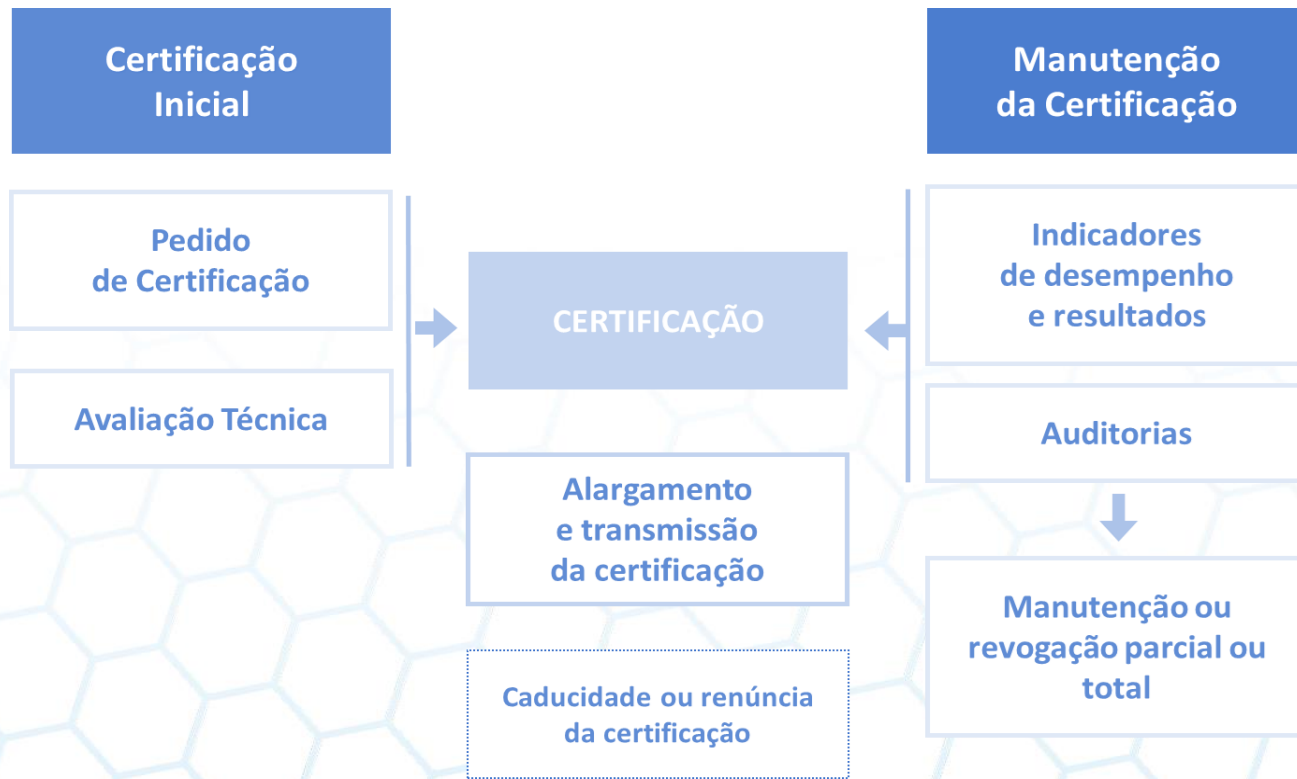 Certificação
Inicial
Pedido
de Certificação
Avaliação Técnica
CERTIFICAÇÃO
Alargamento
e transmissão
da certificação
Caducidade ou renúncia
da certificação
Manutenção
da Certificação
Indicadores
de desempenho
e resultados
Auditorias
Manutenção ou
revogação parcial ou
total